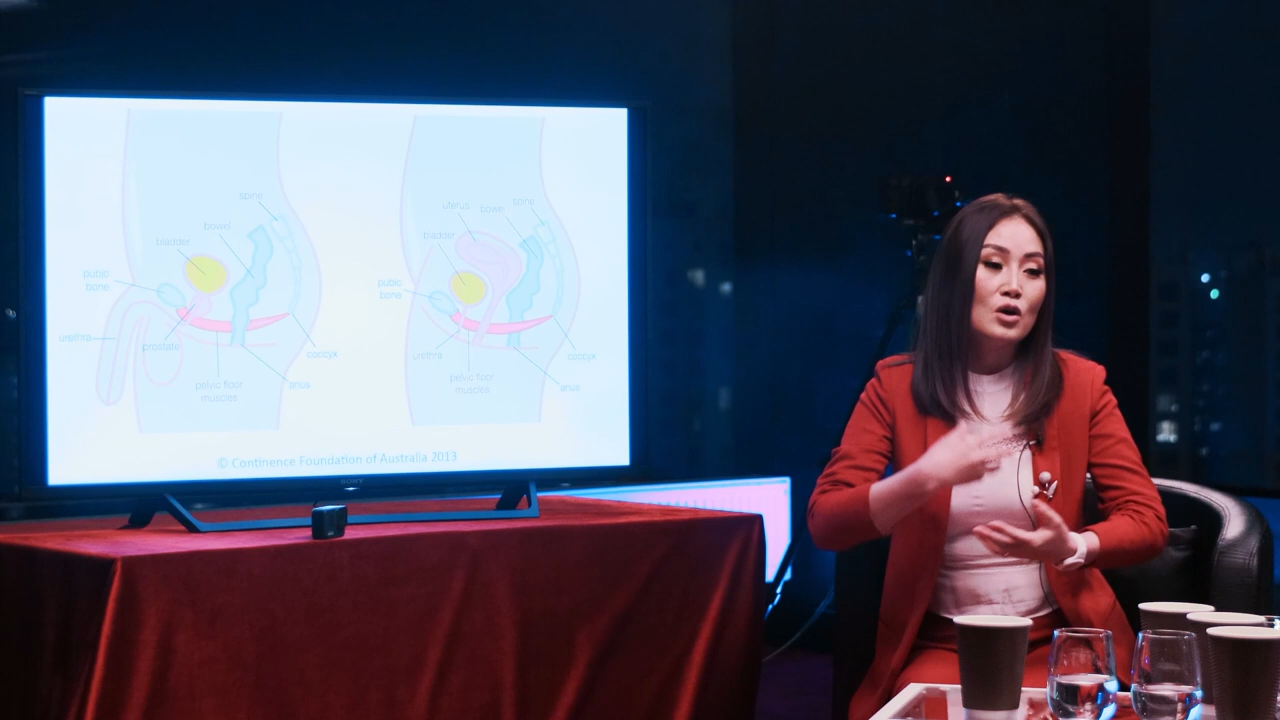 spine
bowel
bladder
pubic
bone
urethra
prostate
coccyx
pelvic floor
muscles
anus
uterus
bowel
spine
bladder
pubic
bone
urethra
coccyx
pelvic floor
muscles
anus
© Continence Foundation of Australia 2013
SONY